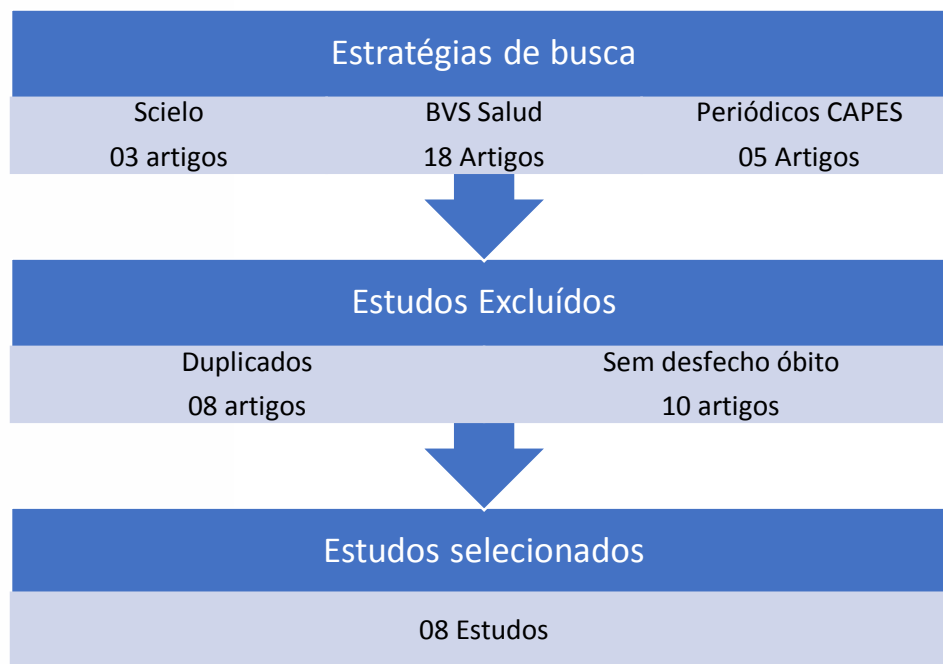 Estratégias de busca
Scielo
03 artigos
BVS Salud
18 Artigos
Periódicos CAPES
05 Artigos
Estudos Excluídos
Duplicados
08 artigos
Sem desfecho óbito
10 artigos
Estudos selecionados
08 Estudos